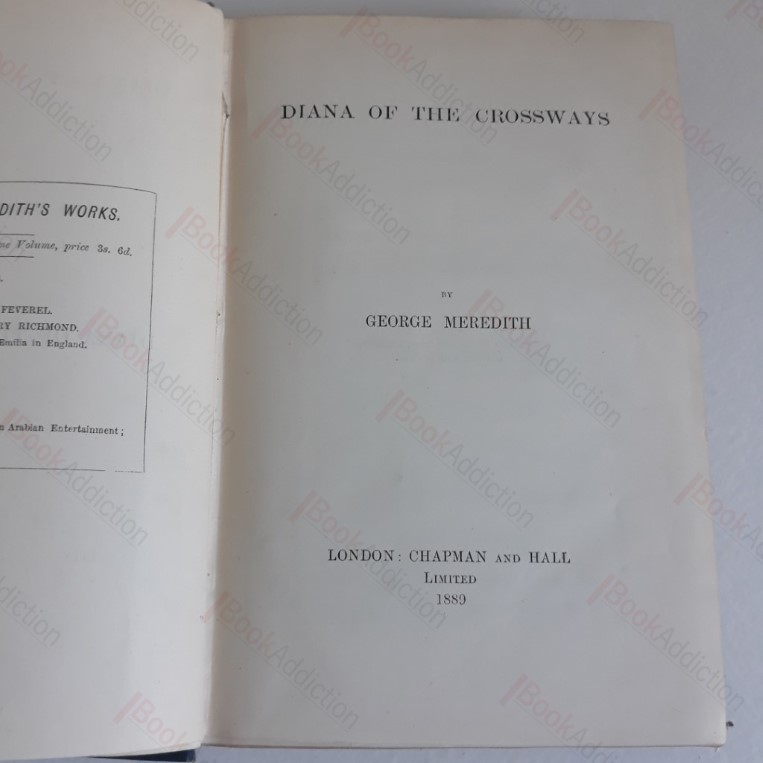 DITH'S WORKS.
ne Volume, price 3s. 6d.
FEVEREL.
RY RICHMOND.
Emilia in England.
n Arabian Entertainment;
DIANA OF THE CROSSWAYS
BY
GEORGE MEREDITH
LONDON: CHAPMAN AND HALL
LIMITED
1889
BookAddiction